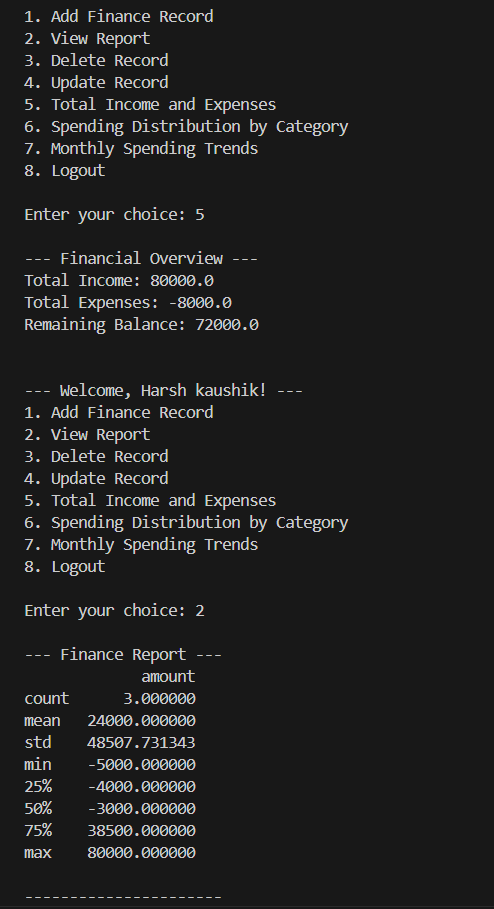 1. Add Finance Record
2. View Report
3. Delete Record
4. Update Record
5. Total Income and Expenses
6. Spending Distribution by Category
7. Monthly Spending Trends
8. Logout
Enter your choice: 5
--- Financial Overview ---
Total Income: 80000.0
Total Expenses: -8000.0
Remaining Balance: 72000.0
--- Welcome, Harsh kaushik! ---
1. Add Finance Record
2. View Report
3. Delete Record
4. Update Record
5. Total Income and Expenses
6. Spending Distribution by Category
7. Monthly Spending Trends
8. Logout
Enter your choice: 2
--- Finance Report ---
amount
count 3.000000
mean 24000.000000
std 48507.731343
min -5000.000000
25% -4000.000000
50% -3000.000000
75% 38500.000000
max 80000.000000
----------------------